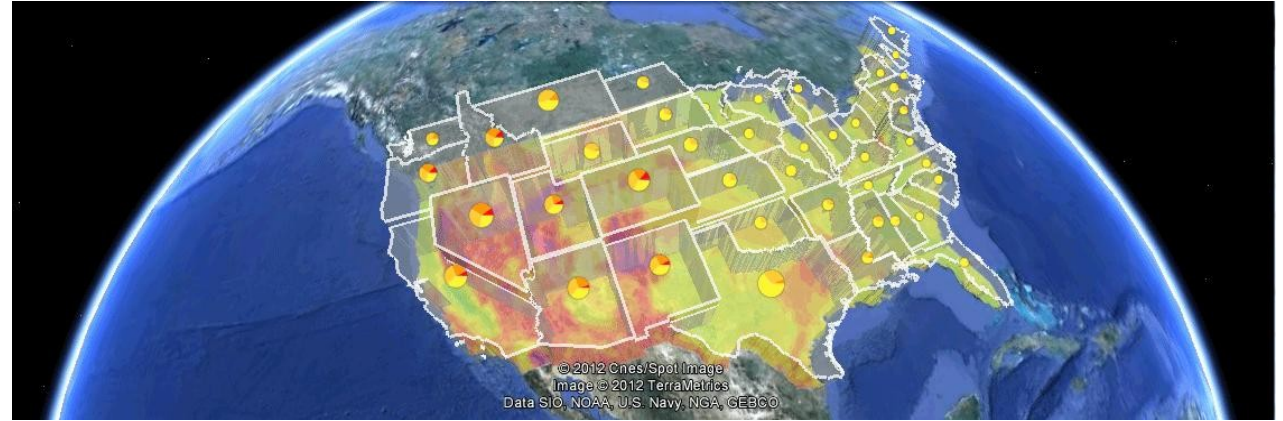 © 2012 Cnes/Spot Image
Image © 2012 TerraMetrics
Data SIO, NOAA, U.S. Navy, NGA, GEBCO